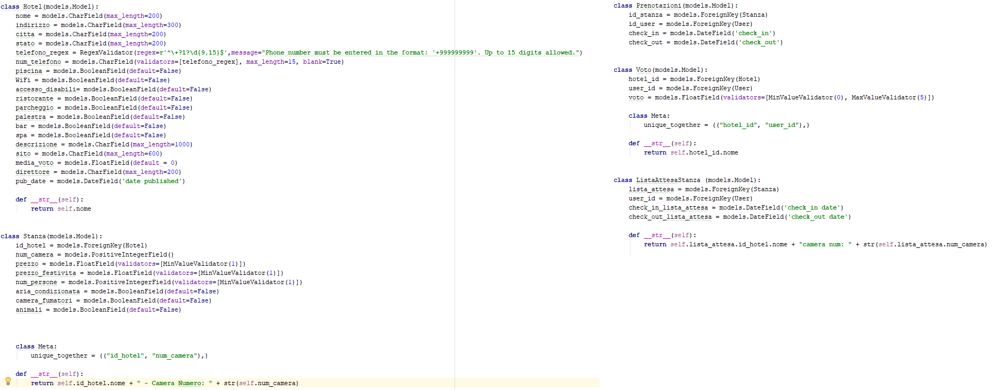 class Hotel(models.Model):
    nome = models.CharField(max_length=200)
    indirizzo = models.CharField(max_length=300)
    citta = models.CharField(max_length=200)
    stato = models.CharField(max_length=200)
    telefono_regex = RegexValidator(regex=r'^\+?1?\d{9,15}$',message="Phone number must be entered in the format: '+999999999'. Up to 15 digits allowed.")
    num_telefono = models.CharField(validators=[telefono_regex], max_length=15, blank=True)
    piscina = models.BooleanField(default=False)
    WiFi = models.BooleanField(default=False)
    accesso_disabili= models.BooleanField(default=False)
    ristorante = models.BooleanField(default=False)
    parcheggio = models.BooleanField(default=False)
    palestra = models.BooleanField(default=False)
    bar = models.BooleanField(default=False)
    spa = models.BooleanField(default=False)
    descrizione = models.CharField(max_length=1000)
    sito = models.CharField(max_length=600)
    media_voto = models.FloatField(default = 0)
    direttore = models.CharField(max_length=200)
    pub_date = models.DateField('date published')

    def __str__(self):
        return self.nome

class Stanza(models.Model):
    id_hotel = models.ForeignKey(Hotel)
    num_camera = models.PositiveIntegerField()
    prezzo = models.FloatField(validators=[MinValueValidator(1)])
    prezzo_festivita = models.FloatField(validators=[MinValueValidator(1)])
    num_persone = models.PositiveIntegerField(validators=[MinValueValidator(1)])
    aria_condizionata = models.BooleanField(default=False)
    camera_fumatori = models.BooleanField(default=False)
    animali = models.BooleanField(default=False)

    class Meta:
        unique_together = (("id_hotel", "num_camera"),)

    def __str__(self):
        return self.id_hotel.nome + " - Camera Numero: " + str(self.num_camera)

class Prenotazioni(models.Model):
    id_stanza = models.ForeignKey(Stanza)
    id_user = models.ForeignKey(User)
    check_in = models.DateField('check_in')
    check_out = models.DateField('check_out')

class Voto(models.Model):
    hotel_id = models.ForeignKey(Hotel)
    user_id = models.ForeignKey(User)
    voto = models.FloatField(validators=[MinValueValidator(0), MaxValueValidator(5)])

    class Meta:
        unique_together = (("hotel_id", "user_id"),)

    def __str__(self):
        return self.hotel_id.nome

class ListaAttesaStanza (models.Model):
    lista_attesa = models.ForeignKey(Stanza)
    user_id = models.ForeignKey(User)
    check_in_lista_attesa = models.DateField('check_in date')
    check_out_lista_attesa = models.DateField('check_out date')

    def __str__(self):
        return self.lista_attesa.id_hotel.nome + "camera num: " + str(self.lista_attesa.num_camera)